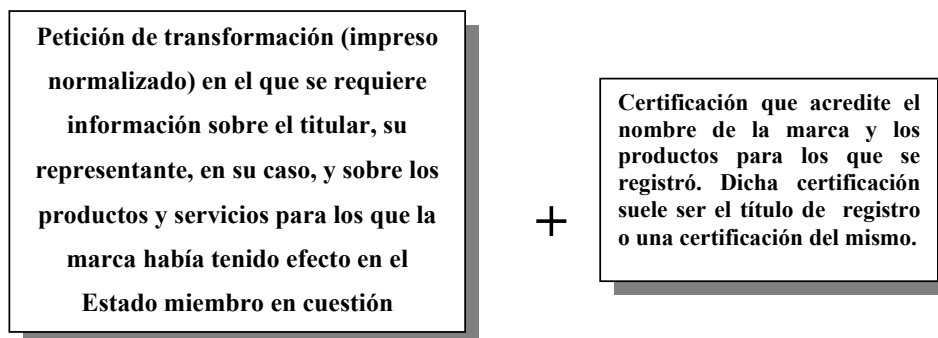 Petición de transformación (impreso
normalizado) en el que se requiere
información sobre el titular, su
representante, en su caso, y sobre los
productos y servicios para los que la
marca había tenido efecto en el
Estado miembro en cuestión
+
Certificación que acredite el
nombre de la marca y los
productos para los que se
registró. Dicha certificación
suele ser el título de registro
o una certificación del mismo.